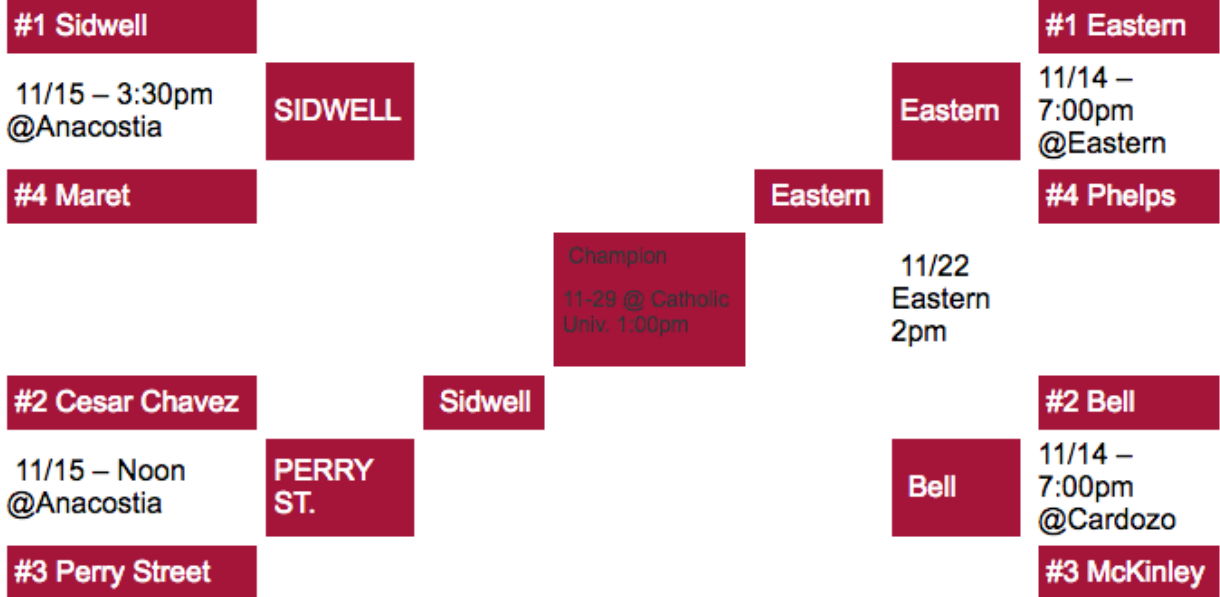 #1 Sidwell
#1 Eastern
11/15 – 3:30pm
@Anacostia
SIDWELL
Eastern
11/14 –
7:00pm
@Eastern
#4 Maret
Eastern
#4 Phelps
Champion
11-29 @ Catholic
Univ. 1:00pm
11/22
Eastern
2pm
#2 Cesar Chavez
Sidwell
#2 Bell
11/15 – Noon
@Anacostia
PERRY
ST.
Bell
11/14 –
7:00pm
@Cardozo
#3 Perry Street
#3 McKinley